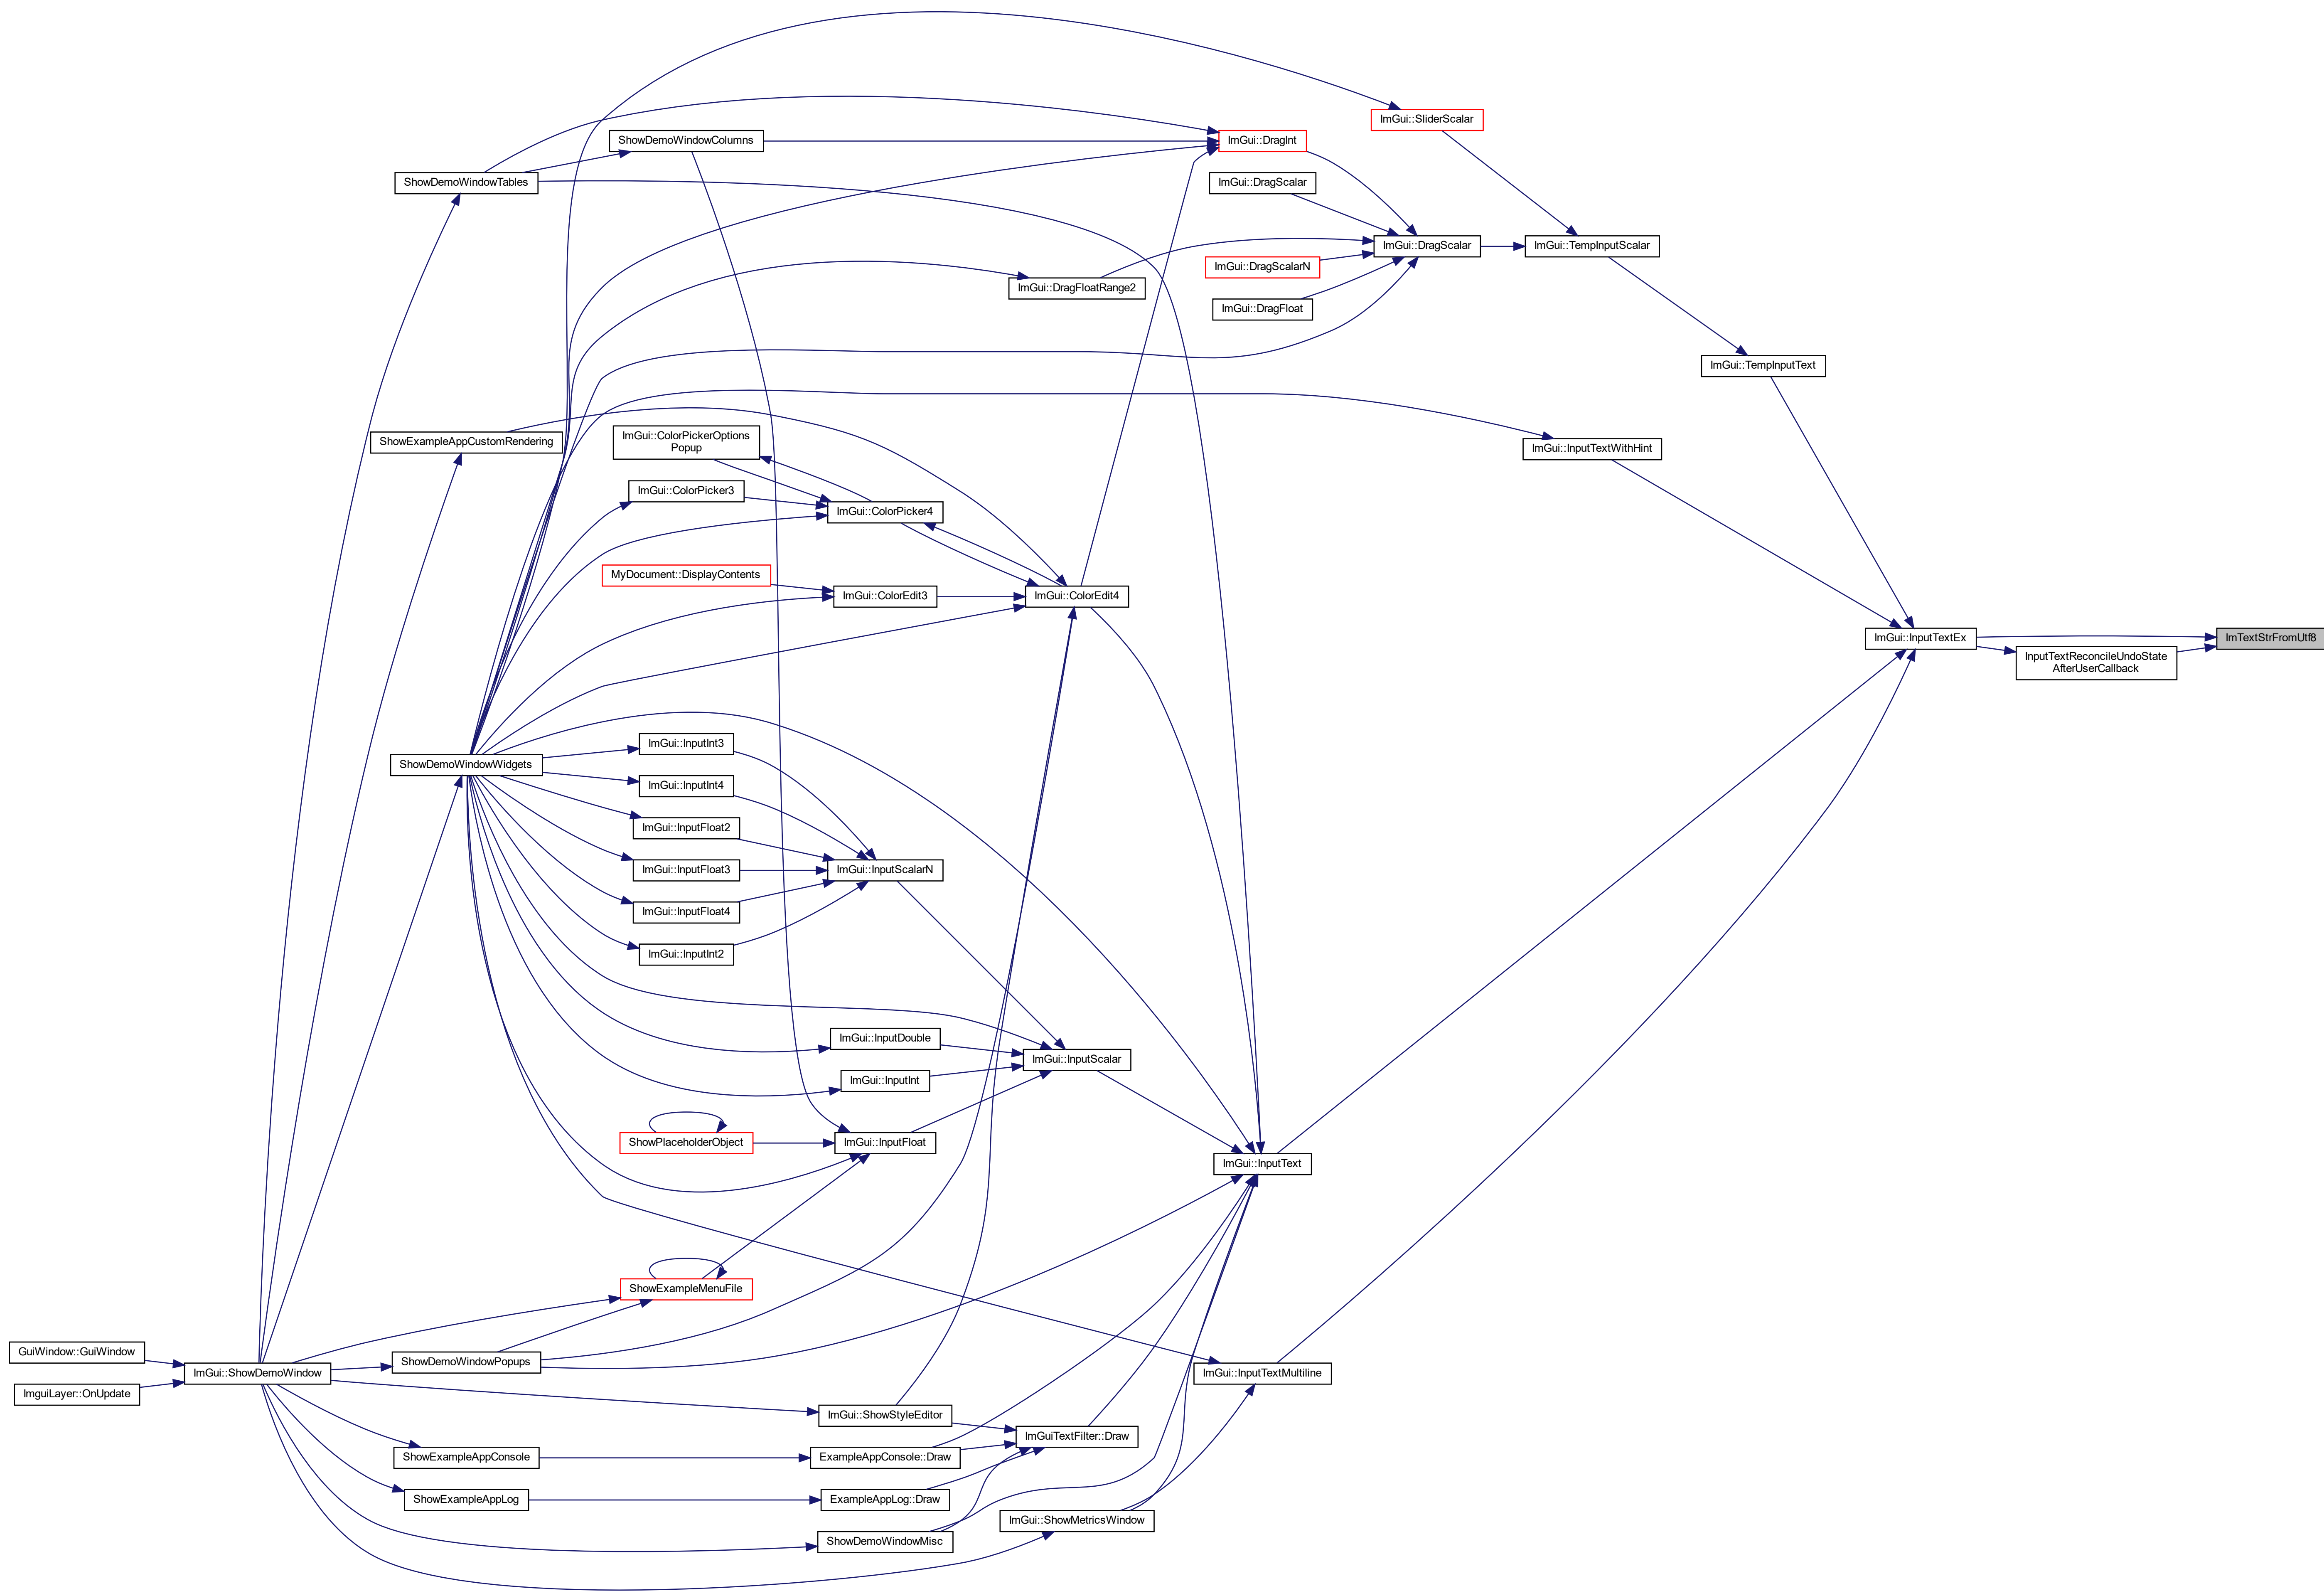 ImGui::SliderScalar
ShowDemoWindowColumns
ImGui::DragInt
ShowDemoWindowTables
ImGui::DragScalar
ImGui::DragScalar
ImGui::TempInputScalar
ImGui::DragScalarN
ImGui::DragFloatRange2
ImGui::DragFloat
ImGui::TempInputText
ShowExampleAppCustomRendering
ImGui::ColorPickerOptions
Popup
ImGui::InputTextWithHint
ImGui::ColorPicker3
ImGui::ColorPicker4
MyDocument::DisplayContents
ImGui::ColorEdit3
ImGui::ColorEdit4
ImGui::InputTextEx
ImTextStrFromUtf8
InputTextReconcileUndoState
AfterUserCallback
ImGui::InputInt3
ShowDemoWindowWidgets
ImGui::InputInt4
ImGui::InputFloat2
ImGui::InputFloat3
ImGui::InputScalarN
ImGui::InputFloat4
ImGui::InputInt2
ImGui::InputDouble
ImGui::InputScalar
ImGui::InputInt
ShowPlaceholderObject
ImGui::InputFloat
ImGui::InputText
ShowExampleMenuFile
GuiWindow::GuiWindow
ImGui::ShowDemoWindow
ShowDemoWindowPopups
ImGui::InputTextMultiline
ImguiLayer::OnUpdate
ImGui::ShowStyleEditor
ImGuiTextFilter::Draw
ShowExampleAppConsole
ExampleAppConsole::Draw
ShowExampleAppLog
ExampleAppLog::Draw
ImGui::ShowMetricsWindow
ShowDemoWindowMisc